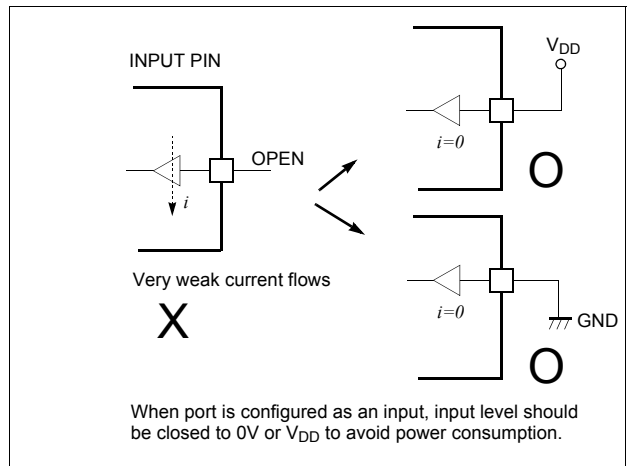 INPUT PIN
OPEN
i
Very weak current flows
X
VDD
i=0
O
i=0
GND
O
When port is configured as an input, input level should
be closed to 0V or VDD to avoid power consumption.